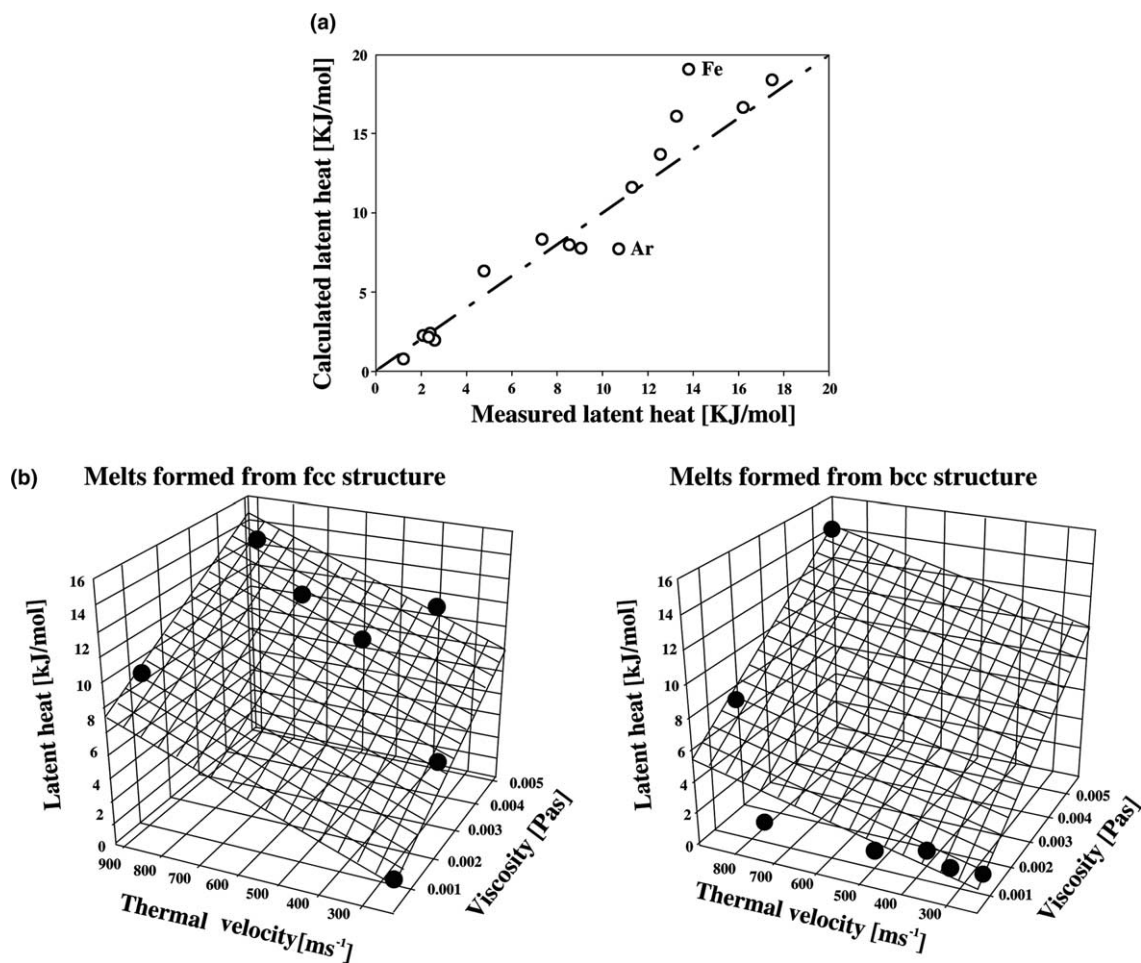 (a)
Calculated latent heat [KJ/mol]
20
15
10
5
0
Fe
Ar
0 2 4 6 8 10 12 14 16 18 20
Measured latent heat [KJ/mol]
(b)
Melts formed from fcc structure
Latent heat [kJ/mol]
16
14
12
10
8
6
4
2
0
900 800 700 600 500 400 300
Thermal velocity[ms-1]
0.005
0.004
0.003
0.002
0.001
Viscosity [Pas]
Melts formed from bcc structure
Latent heat [kJ/mol]
16
14
12
10
8
6
4
2
0
800 700 600 500 400 300
Thermal velocity [ms-1]
0.005
0.004
0.003
0.002
0.001
Viscosity [Pas]